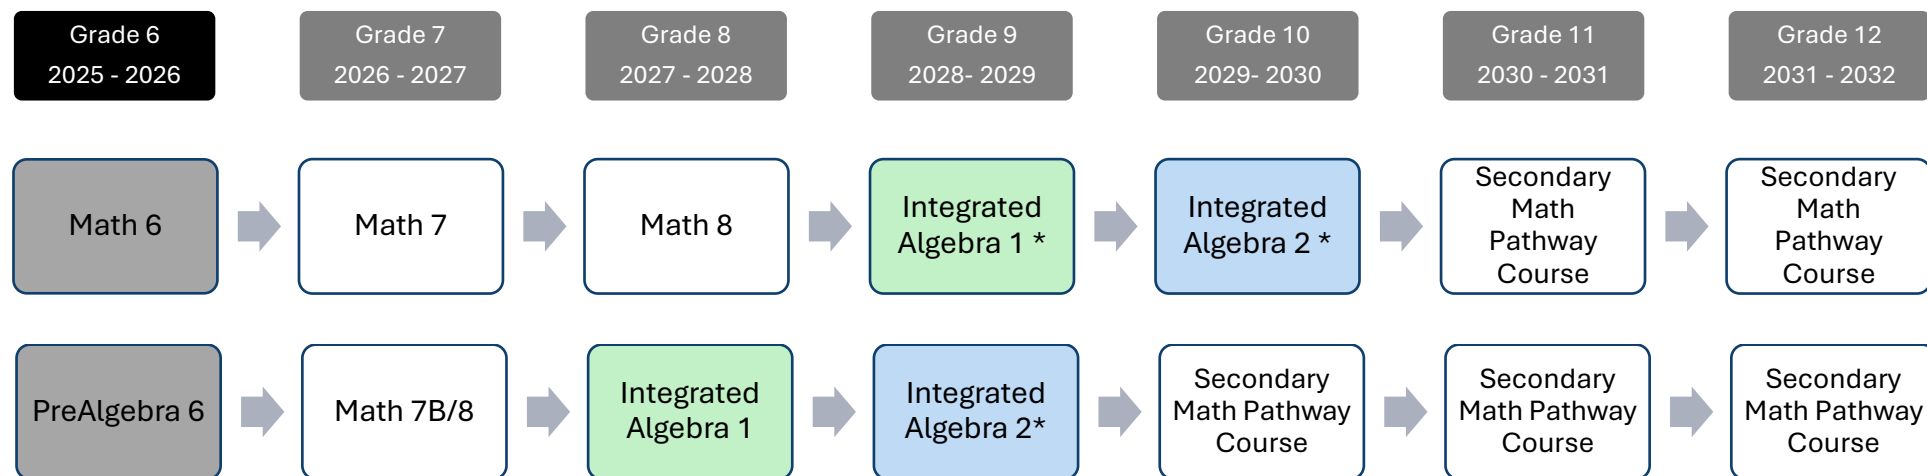 Grade 6
2025 - 2026
Grade 7
2026 - 2027
Grade 8
2027 - 2028
Grade 9
2028- 2029
Grade 10
2029- 2030
Grade 11
2030 - 2031
Grade 12
2031 - 2032
Math 6
Math 7
Math 8
Integrated
Algebra 1 *
Integrated
Algebra 2 *
Secondary
Math
Pathway
Course
Secondary
Math
Pathway
Course
PreAlgebra 6
Math 7B/8
Integrated
Algebra 1
Integrated
Algebra 2*
Secondary
Math Pathway
Course
Secondary
Math Pathway
Course
Secondary
Math Pathway
Course